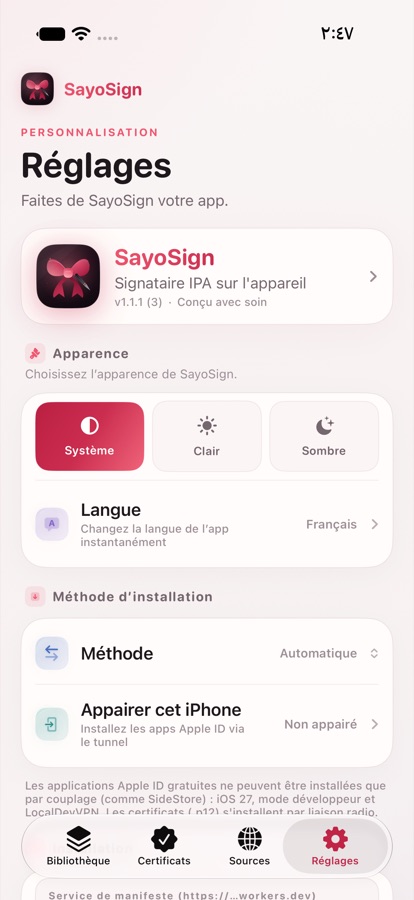 ٢:٤٧
SayoSign
PERSONNALISATION
Réglages
Faites de SayoSign votre app.
SayoSign
Signataire IPA sur l'appareil
v1.1.1 (3) · Conçu avec soin
Apparence
Choisissez l'apparence de SayoSign.
Système
Clair
Sombre
Langue
Changez la langue de l'app
instantanément
Français
Méthode d'installation
Méthode
Automatique
Appairer cet iPhone
Installez les apps Apple ID via
le tunnel
Non appairé
Les applications Apple ID gratuites ne peuvent être installées que
par couplage (comme SideStore) : iOS 27, mode développeur et
LocalDevVPN. Les certificats (.p12) s'installent par liaison radio.
Bibliothèque
Certificats
Sources
Réglages
Service de manifeste (https://…workers.dev)